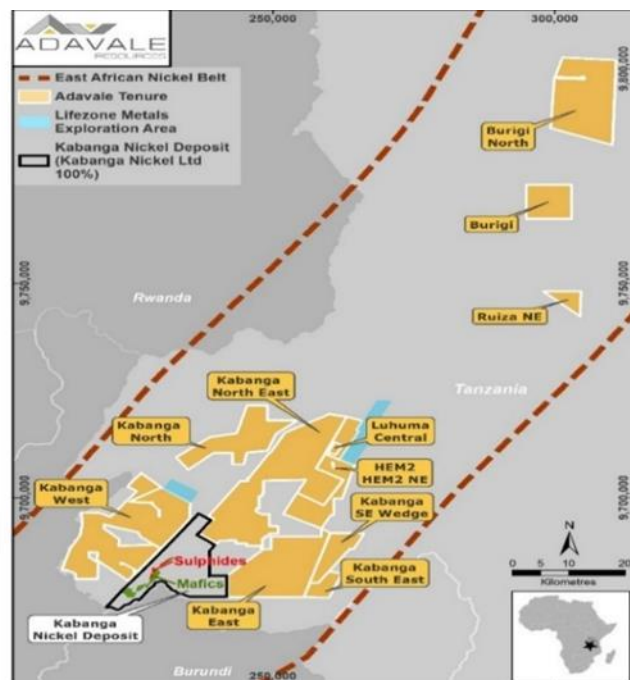 ADAVALE
RESOURCES
East African Nickel Belt
Adavale Tenure
Lifezone Metals
Exploration Area
Kabanga Nickel Deposit
(Kabanga Nickel Ltd
100%)
250,000
300,000
9,800,000
Burigi
North
Burigi
9,750,000
9,750,000
Rwanda
Ruiza NE
Tanzania
Kabanga
North East
Kabanga
North
Luhuma
Central
HEM2
HEM2 NE
Kabanga
West
Kabanga
SE Wedge
9,700,000
9,700,000
Sulphides
Mafics
Kabanga
South East
Kabanga
Nickel Deposit
Kabanga
East
N
0
10
20
Kilometres
Burundi
250,000